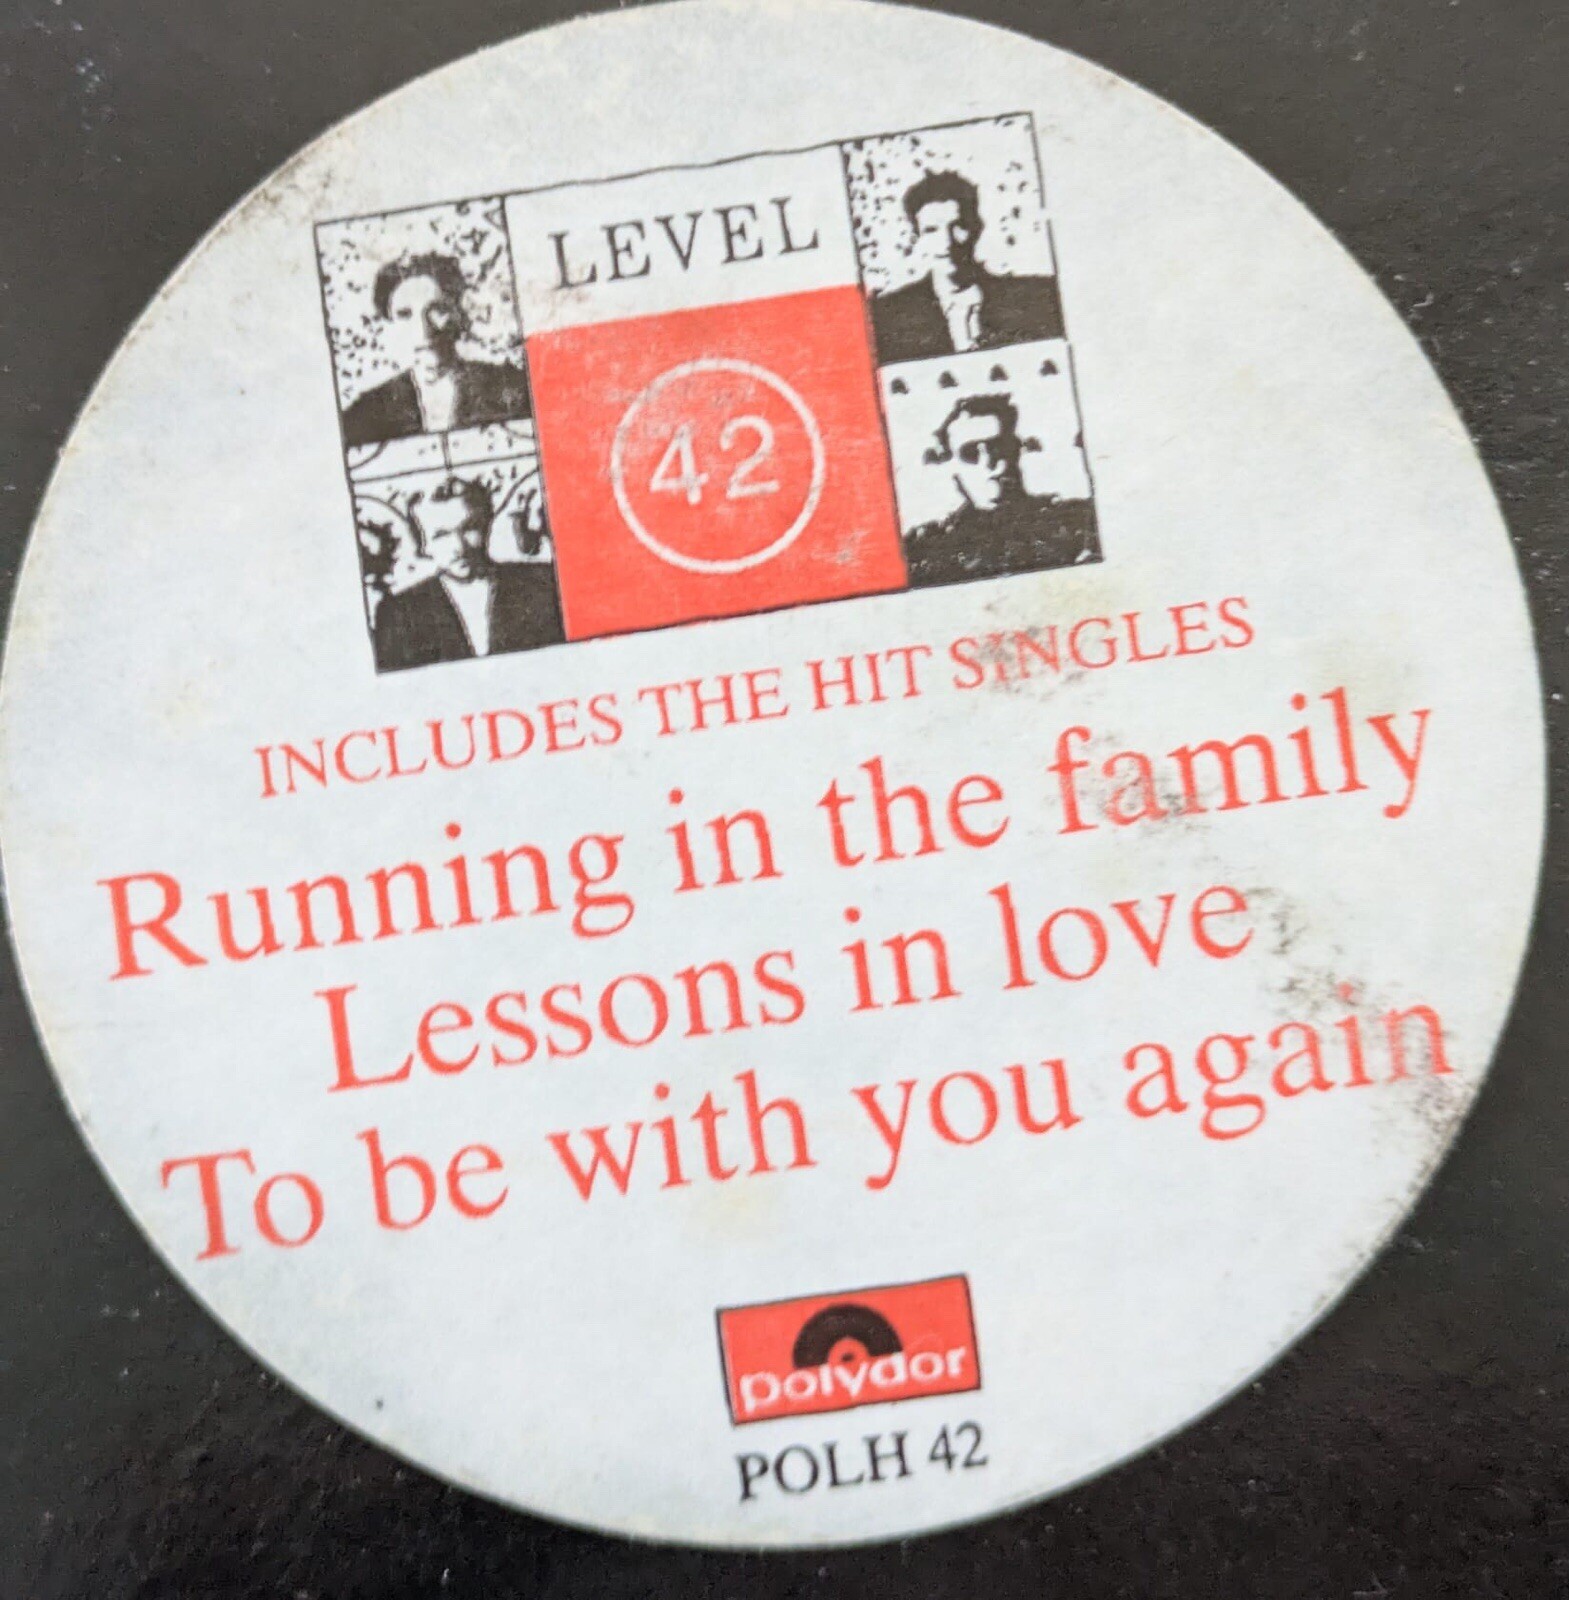 LEVEL
42
INCLUDES THE HIT SINGLES
Running in the family
Lessons in love
To be with you again
polydor
POLH 42